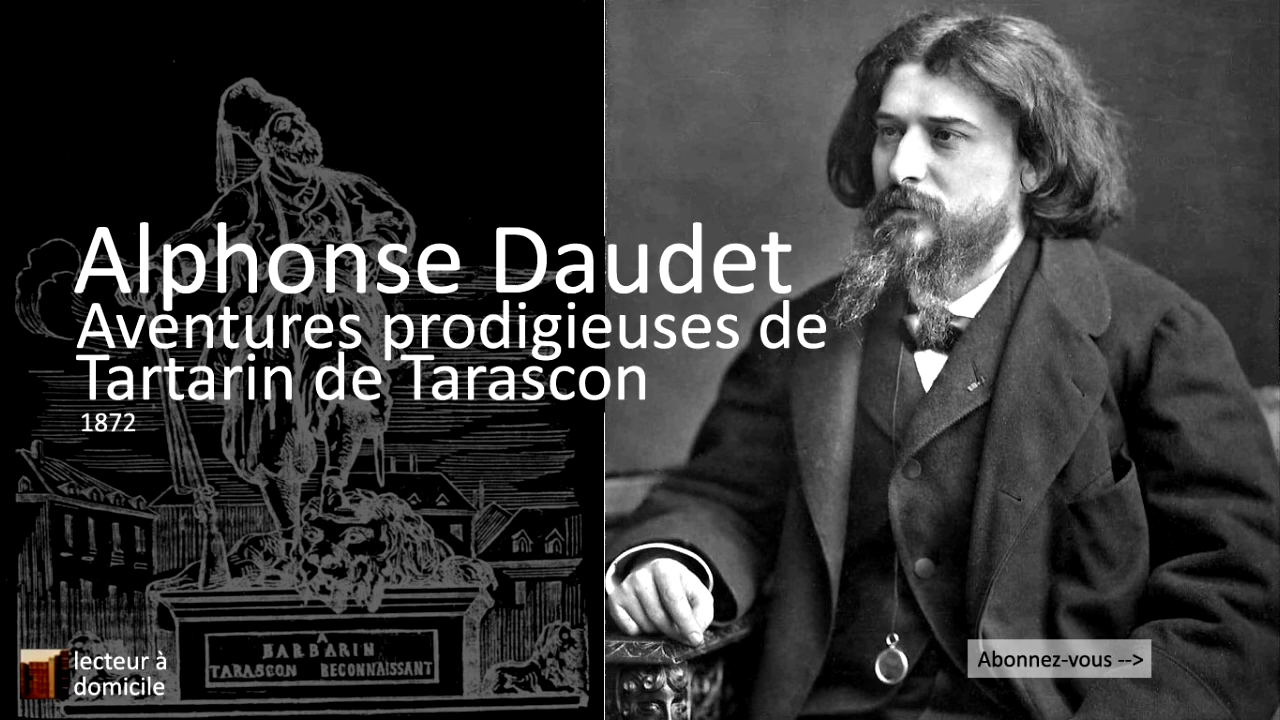 Alphonse Daudet
Aventures prodigieuses de
Tartarin de Tarascon
1872
A
BARBARIN
TARASCON RECONNAISSANT
lecteur à
domicile
Abonnez-vous -->